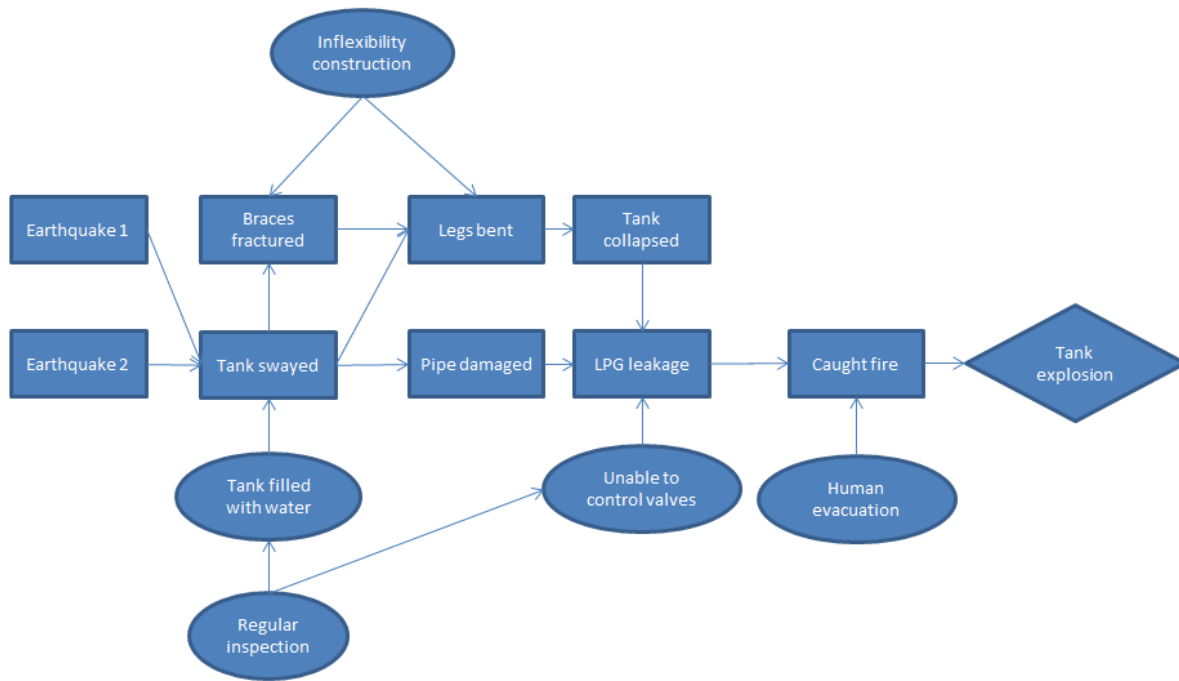 Inflexibility
construction
Earthquake 1
Braces
fractured
Legs bent
Tank
collapsed
Earthquake 2
Tank swayed
Pipe damaged
LPG leakage
Caught fire
Tank
explosion
Tank filled
with water
Unable to
control valves
Human
evacuation
Regular
inspection